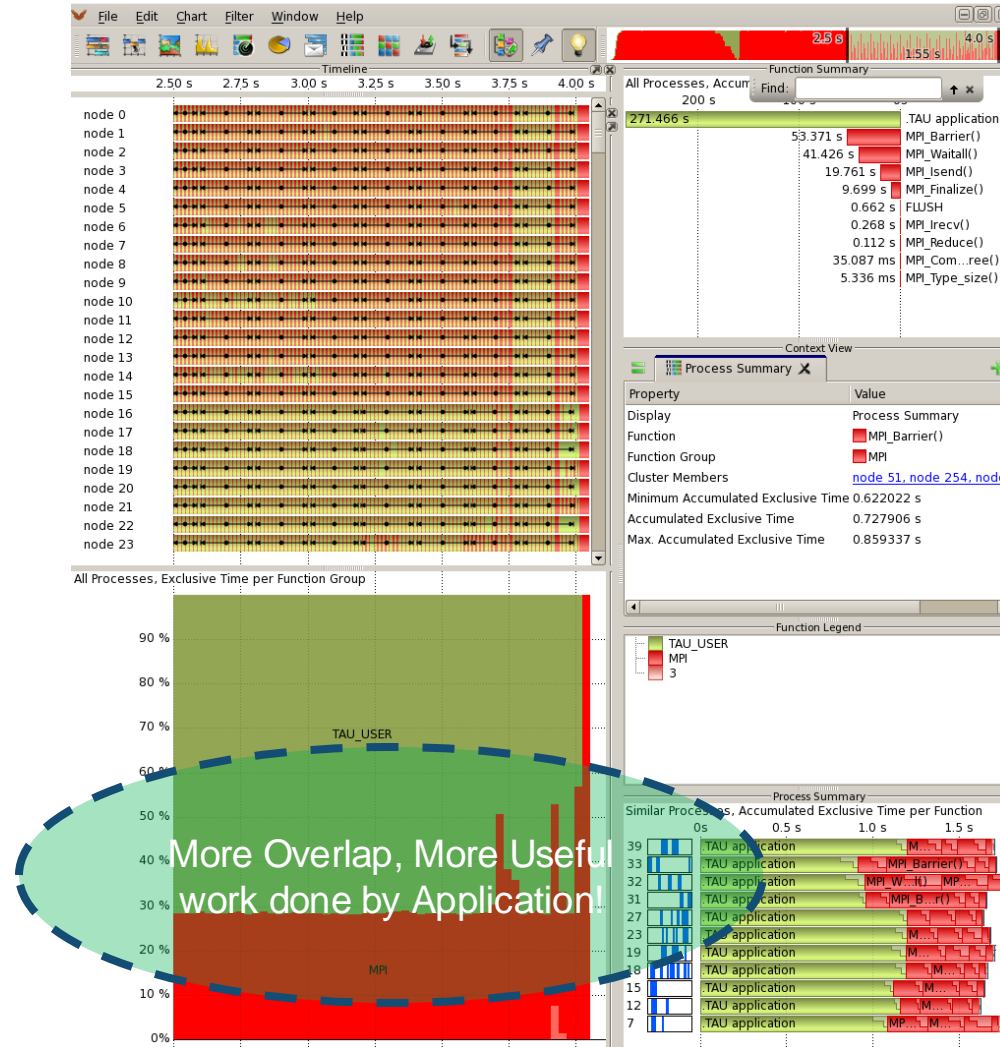 File Edit Chart Filter Window Help
2.5 s 4.0 s
1.55 s
Timeline
2.50 s 2.75 s 3.00 s 3.25 s 3.50 s 3.75 s 4.00 s
node 0
node 1
node 2
node 3
node 4
node 5
node 6
node 7
node 8
node 9
node 10
node 11
node 12
node 13
node 14
node 15
node 16
node 17
node 18
node 19
node 20
node 21
node 22
node 23
All Processes, Exclusive Time per Function Group
90 %
80 %
70 %
TAU_USER
60 %
50 %
40 %
30 %
20 %
MPI
10 %
0%
More Overlap, More Useful
work done by Application!
Function Summary
All Processes, Accum
Find:
200 s
271.466 s .TAU application
53.371 s MPI_Barrier()
41.426 s MPI_Waitall()
19.761 s MPI_Isend()
9.699 s MPI_Finalize()
0.662 s FLUSH
0.268 s MPI_Irecv()
0.112 s MPI_Reduce()
35.087 ms MPI_Com...ree()
5.336 ms MPI_Type_size()
Context View
Process Summary
Property Value
Display Process Summary
Function MPI_Barrier()
Function Group MPI
Cluster Members node 51, node 254, node
Minimum Accumulated Exclusive Time 0.622022 s
Accumulated Exclusive Time 0.727906 s
Max. Accumulated Exclusive Time 0.859337 s
Function Legend
TAU_USER
MPI
3
Process Summary
Similar Processes, Accumulated Exclusive Time per Function
0s 0.5 s 1.0 s 1.5 s
39 .TAU application M...
33 .TAU application MPI_Barrier()
32 .TAU application MPI_W...ll() MP...
31 .TAU application MPI_B...r()
27 .TAU application
23 .TAU application M...
19 .TAU application M...
18 .TAU application M...
15 .TAU application M...
12 .TAU application M...
7 .TAU application MP... M...